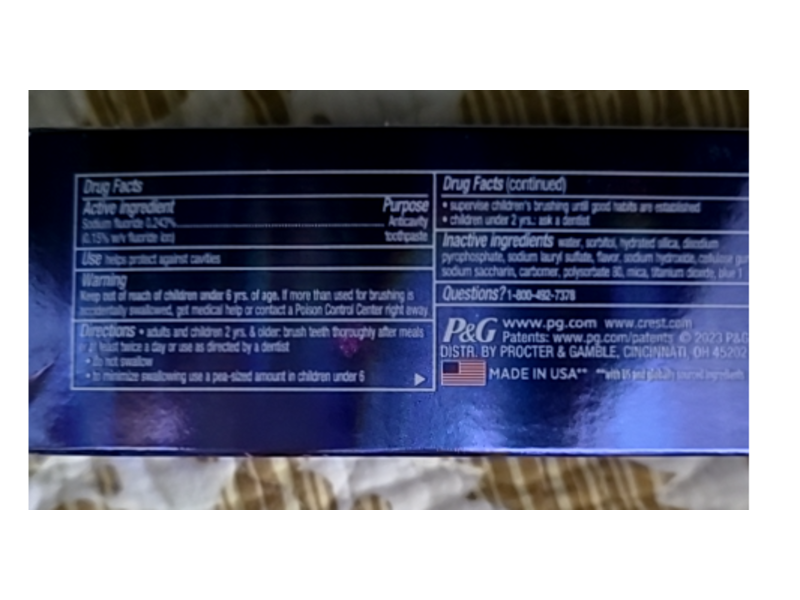 Drug Facts
Active ingredient Purpose
Sodium fluoride 0.243% Anticavity
(0.15% w/v fluoride ion) toothpaste
Use helps protect against cavities
Warning
Keep out of reach of children under 6 yrs. of age. If more than used for brushing is
accidentally swallowed, get medical help or contact a Poison Control Center right away.
Directions • adults and children 2 yrs. & older: brush teeth thoroughly after meals
or at least twice a day or use as directed by a dentist
• Do not swallow
• to minimize swallowing use a pea-sized amount in children under 6
Drug Facts (continued)
• supervise children's brushing until good habits are established
• children under 2 yrs.: ask a dentist
Inactive ingredients water, sorbitol, hydrated silica, disodium
pyrophosphate, sodium lauryl sulfate, flavor, sodium hydroxide, cellulose gum,
sodium saccharin, carbomer, polysorbate 80, mica, titanium dioxide, blue 1
Questions? 1-800-492-7378
P&G www.pg.com www.crest.com
Patents: www.pg.com/patents © 2023 P&G
DISTR. BY PROCTER & GAMBLE, CINCINNATI, OH 45202
MADE IN USA** **with US and globally sourced ingredients